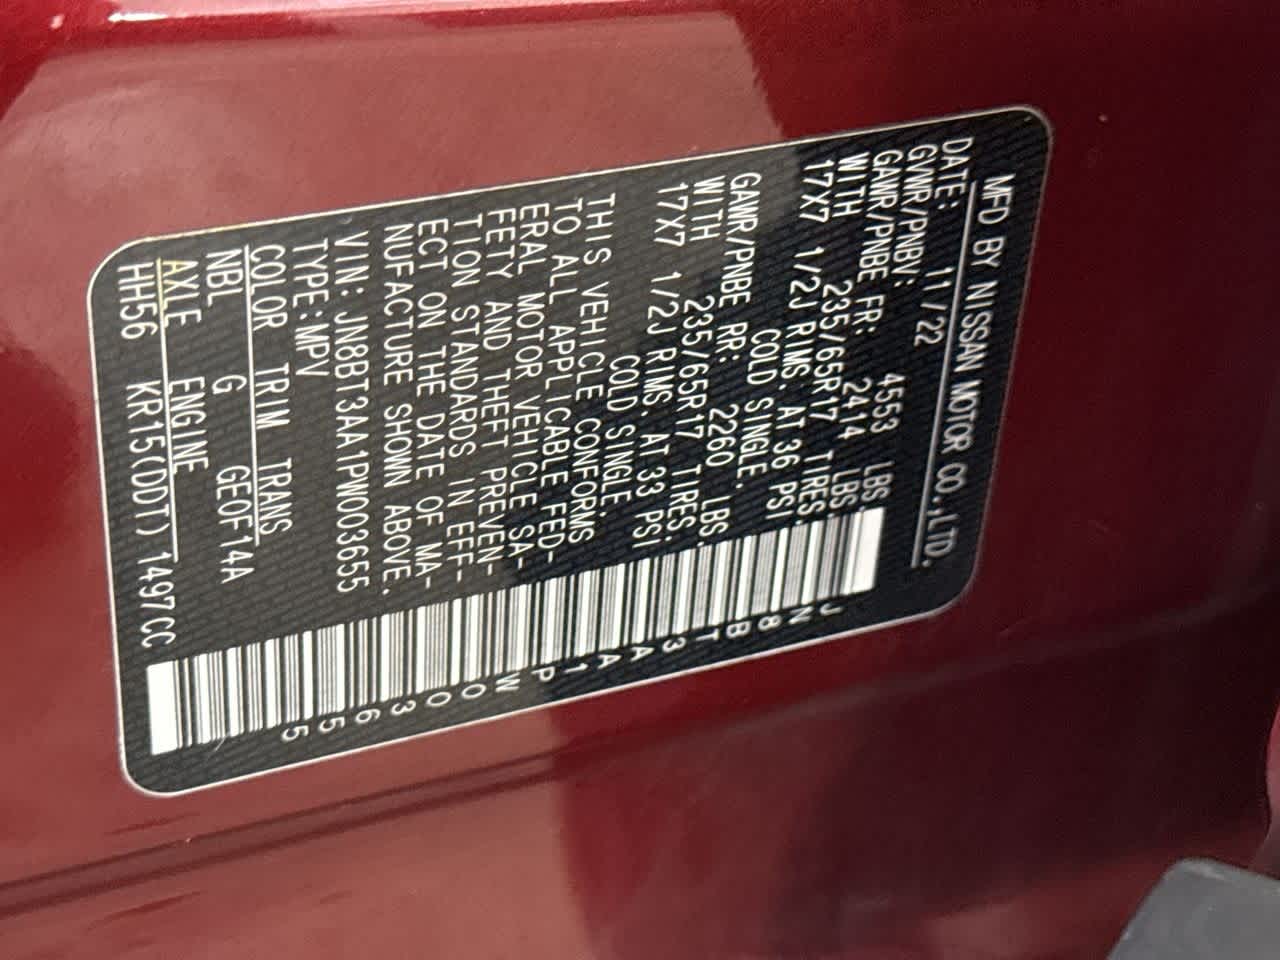 MFD BY NISSAN MOTOR CO.,LTD.
DATE: 11/22
GVWR/PNBV: 4553 LBS.
GAWR/PNBE FR: 2414 LBS.
WITH 235/65R17 TIRES.
17X7 1/2J RIMS. AT 36 PSI
COLD SINGLE.
GAWR/PNBE RR: 2260 LBS.
WITH 235/65R17 TIRES.
17X7 1/2J RIMS. AT 33 PSI
COLD SINGLE.
THIS VEHICLE CONFORMS
TO ALL APPLICABLE FED-
ERAL MOTOR VEHICLE SA-
FETY AND THEFT PREVEN-
TION STANDARDS IN EFF-
ECT ON THE DATE OF MA-
NUFACTURE SHOWN ABOVE.
VIN: JN8BT3AA1PW003655
TYPE:MPV
COLOR TRIM TRANS
NBL G GE0F14A
AXLE ENGINE
HH56 KR15(DDT) 1497CC
JN8BT3AA1PW003655